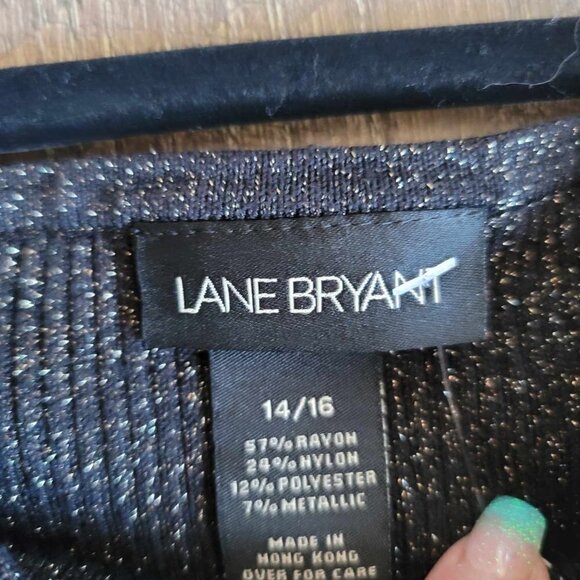 LANE BRYANT
14/16
57% RAYON
24% NYLON
12% POLYESTER
7% METALLIC
MADE IN
HONG KONG
OVER FOR CARE